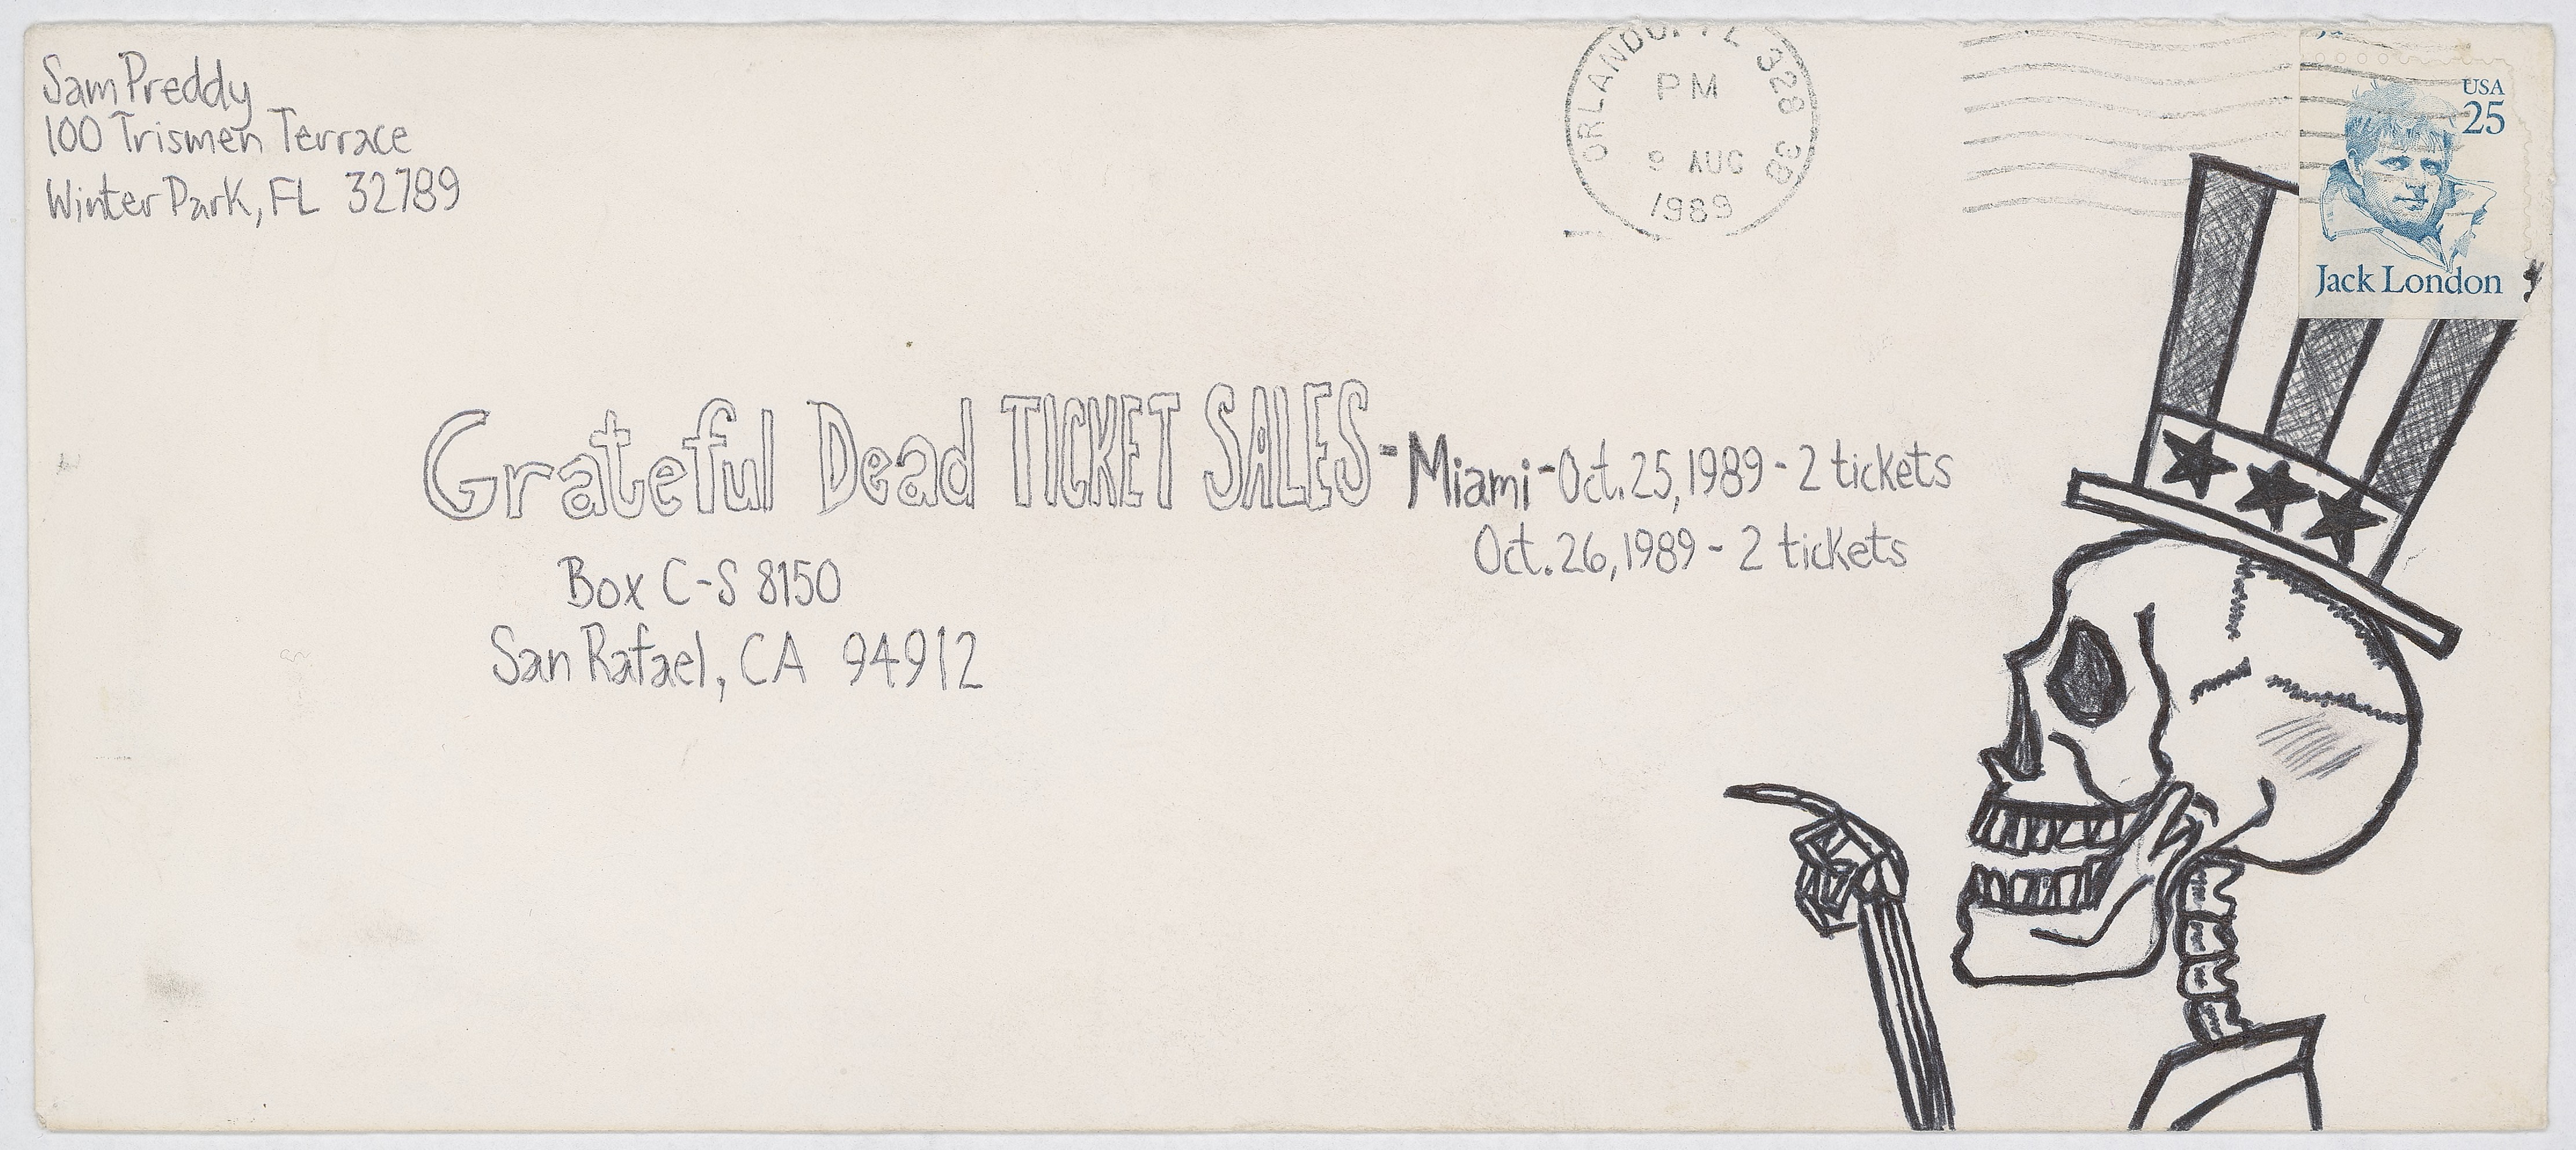 Sam Preddy
100 Trismen Terrace
Winter Park, FL 32789
ORLANDO, FL 328
PM
9 AUG
1989
USA
25
Jack London
Grateful Dead TICKET SALES - Miami - Oct. 25, 1989 - 2 tickets
Oct. 26, 1989 - 2 tickets
Box C-S 8150
San Rafael, CA 94912